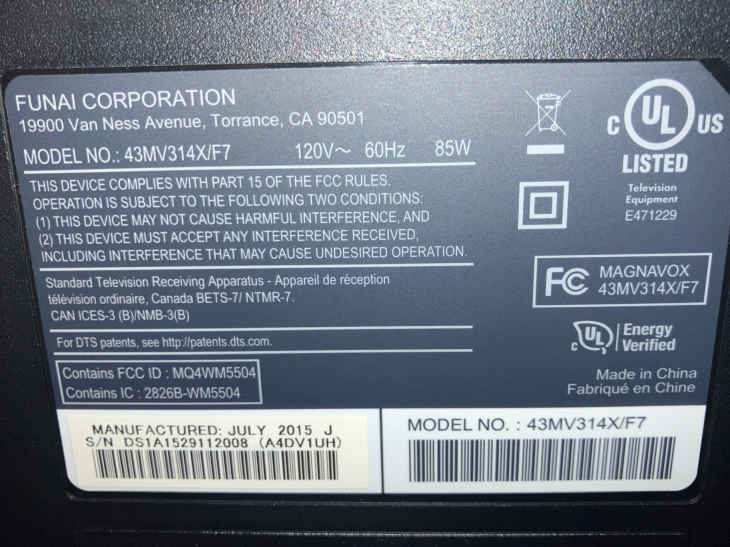 FUNAI CORPORATION
19900 Van Ness Avenue, Torrance, CA 90501
MODEL NO.: 43MV314X/F7 120V～ 60Hz 85W
THIS DEVICE COMPLIES WITH PART 15 OF THE FCC RULES.
OPERATION IS SUBJECT TO THE FOLLOWING TWO CONDITIONS:
(1) THIS DEVICE MAY NOT CAUSE HARMFUL INTERFERENCE, AND
(2) THIS DEVICE MUST ACCEPT ANY INTERFERENCE RECEIVED,
INCLUDING INTERFERENCE THAT MAY CAUSE UNDESIRED OPERATION.
Standard Television Receiving Apparatus - Appareil de réception
télévision ordinaire, Canada BETS-7/ NTMR-7.
CAN ICES-3 (B)/NMB-3(B)
For DTS patents, see http://patents.dts.com.
Contains FCC ID : MQ4WM5504
Contains IC : 2826B-WM5504
C UL US
LISTED
Television
Equipment
E471229
FC MAGNAVOX
43MV314X/F7
C UL Energy
Verified
Made in China
Fabriqué en Chine
MANUFACTURED: JULY 2015 J
S/N DS1A1529112008 (A4DV1UH)
MODEL NO. : 43MV314X/F7